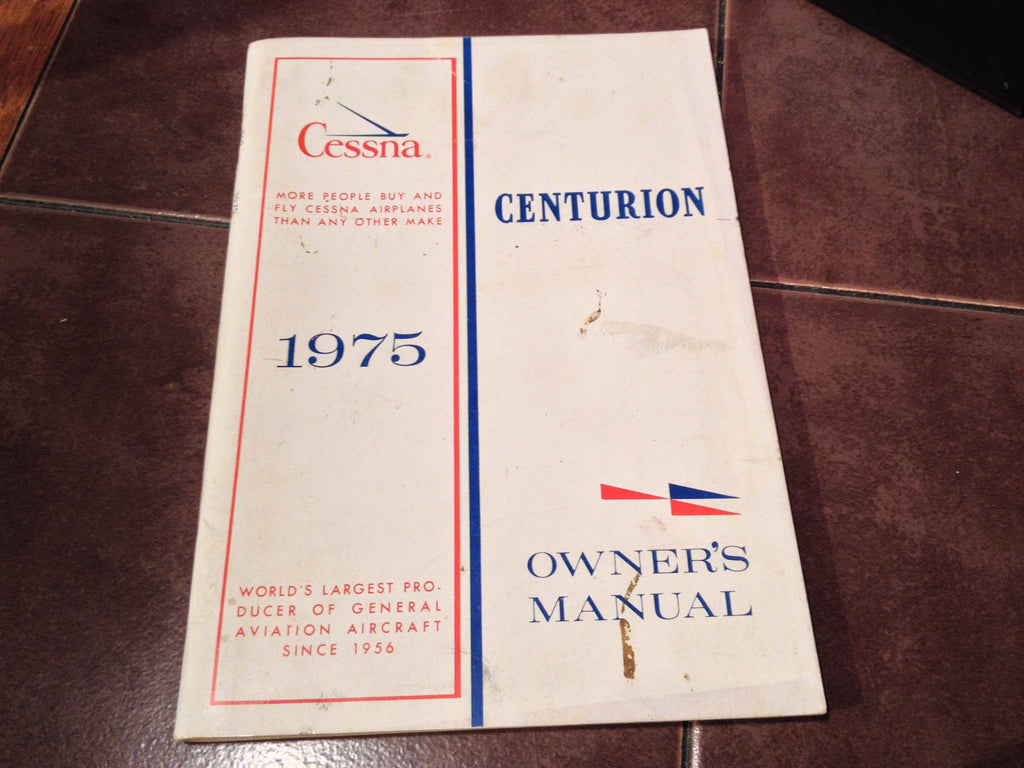 Cessna®
MORE PEOPLE BUY AND
FLY CESSNA AIRPLANES
THAN ANY OTHER MAKE
1975
WORLD'S LARGEST PRO-
DUCER OF GENERAL
AVIATION AIRCRAFT
SINCE 1956
CENTURION
OWNER'S
MANUAL